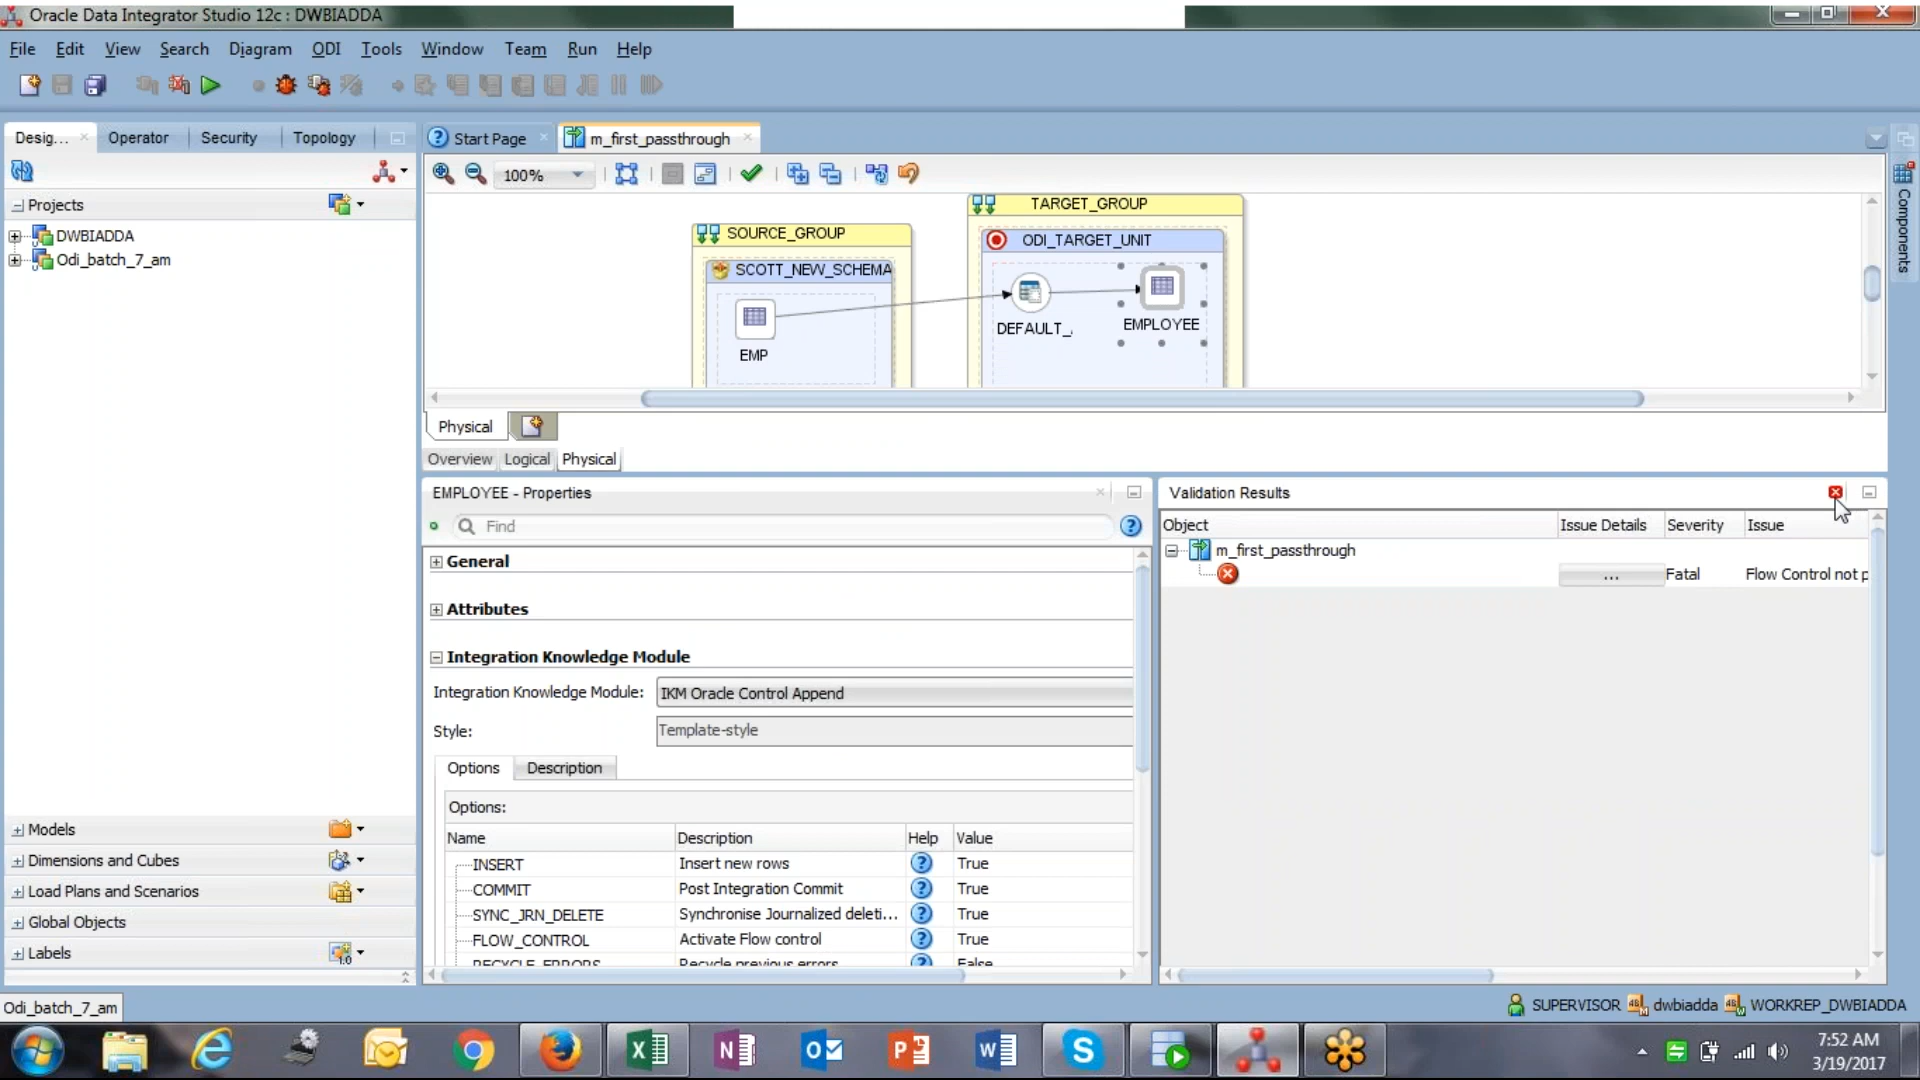 Oracle Data Integrator Studio 12c : DWBIADDA
File Edit View Search Diagram ODI Tools Window Team Run Help
Desig... Operator Security Topology
Start Page m_first_passthrough
100%
Projects
DWBIADDA
Odi_batch_7_am
Components
TARGET_GROUP
SOURCE_GROUP
ODI_TARGET_UNIT
SCOTT_NEW_SCHEMA
DEFAULT_
EMPLOYEE
EMP
Physical
Overview Logical Physical
EMPLOYEE - Properties
Find
General
Attributes
Integration Knowledge Module
Integration Knowledge Module: IKM Oracle Control Append
Style: Template-style
Options Description
Options:
Name Description Help Value
INSERT Insert new rows True
COMMIT Post Integration Commit True
SYNC_JRN_DELETE Synchronise Journalized deleti... True
FLOW_CONTROL Activate Flow control True
RECYCLE_ERRORS Recycle previous errors False
Validation Results
Object Issue Details Severity Issue
m_first_passthrough
... Fatal Flow Control not p
Models
Dimensions and Cubes
Load Plans and Scenarios
Global Objects
Labels
Odi_batch_7_am
SUPERVISOR dwbiadda WORKREP_DWBIADDA
7:52 AM
3/19/2017